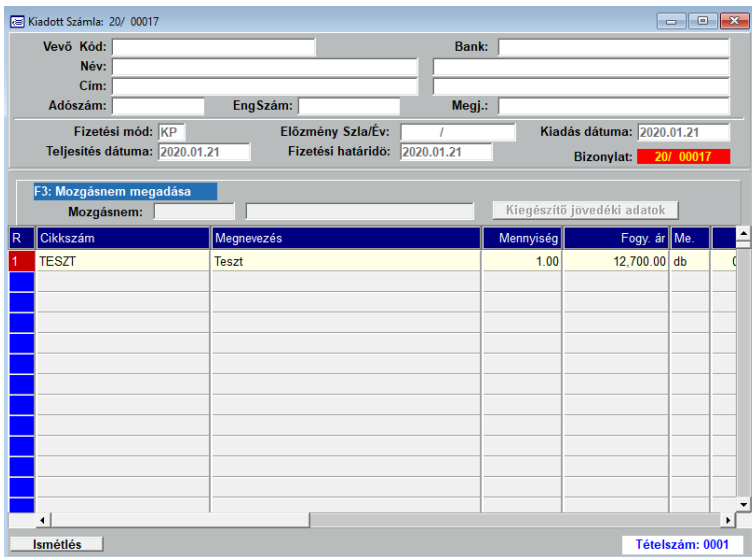 Kiadott Számla: 20/ 00017
Vevő Kód: Bank:
Név:
Cím:
Adószám: EngSzám: Megj.:
Fizetési mód: KP Előzmény Szla/Év: / Kiadás dátuma: 2020.01.21
Teljesítés dátuma: 2020.01.21 Fizetési határidö: 2020.01.21 Bizonylat: 20/ 00017
F3: Mozgásnem megadása
Mozgásnem: Kiegészítő jövedéki adatok
R Cikkszám Megnevezés Mennyiség Fogy. ár Me.
1 TESZT Teszt 1.00 12,700.00 db
Ismétlés Tételszám: 0001